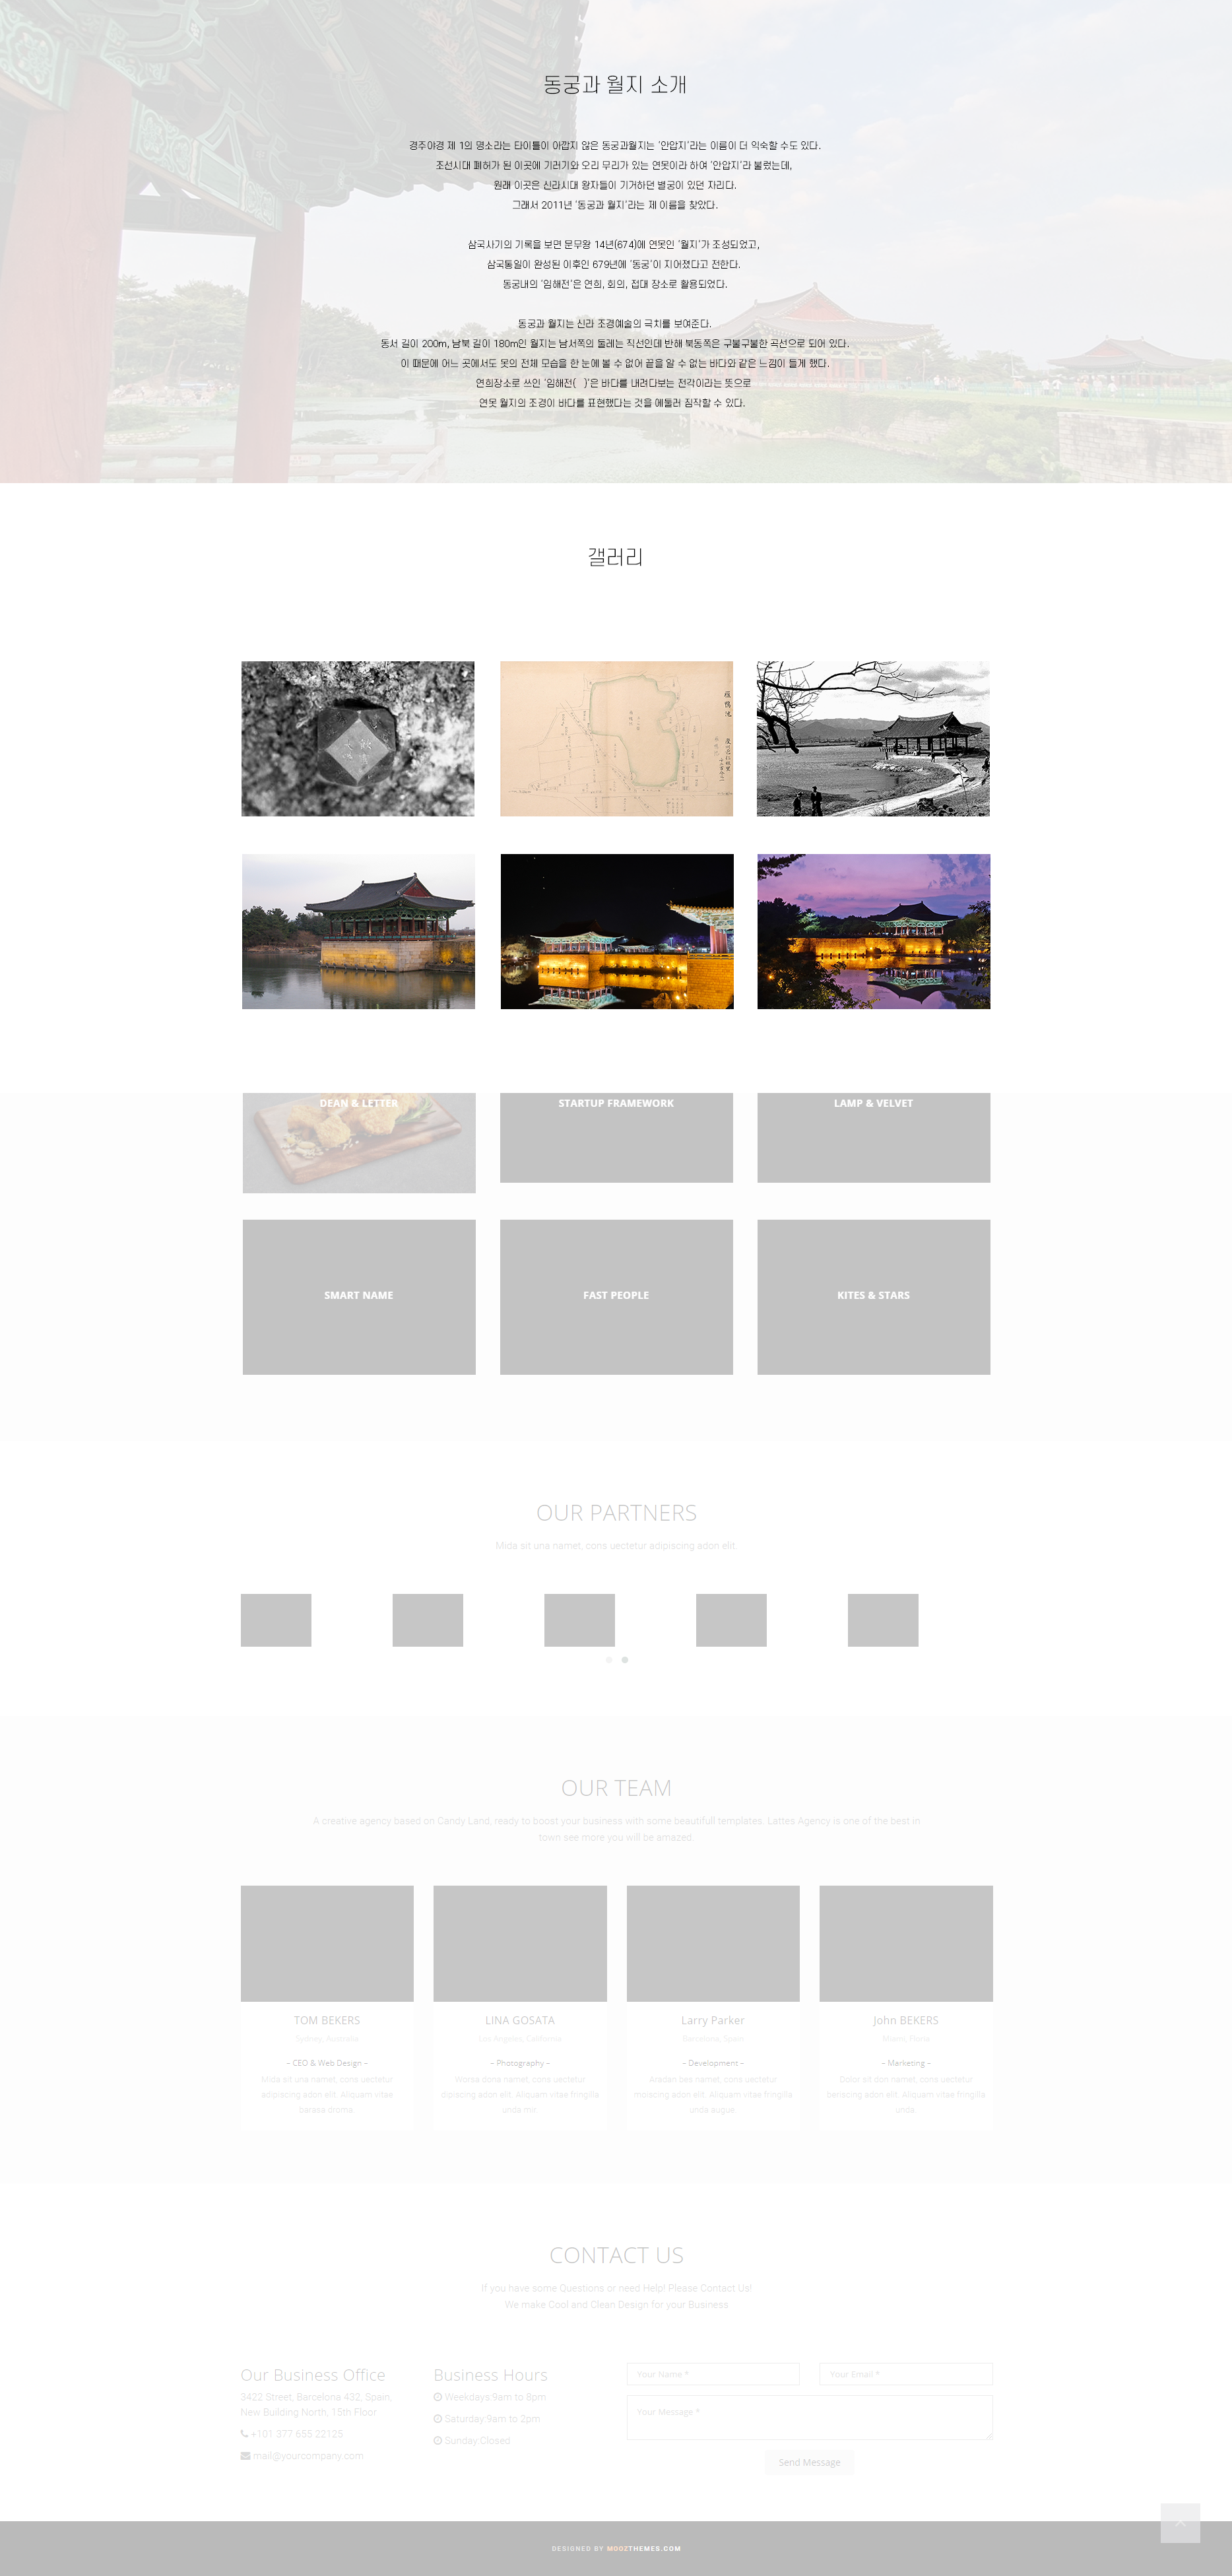 동궁과 월지 소개
경주야경 제 1의 명소라는 타이틀이 아깝지 않은 동궁과월지는 '안압지'라는 이름이 더 익숙할 수도 있다.
조선시대 폐허가 된 이곳에 기러기와 오리 무리가 있는 연못이라 하여 '안압지'라 불렀는데,
원래 이곳은 신라시대 왕자들이 기거하던 별궁이 있던 자리다.
그래서 2011년 '동궁과 월지'라는 제 이름을 찾았다.
삼국사기의 기록을 보면 문무왕 14년(674)에 연못인 '월지'가 조성되었고,
삼국통일이 완성된 이후인 679년에 '동궁'이 지어졌다고 전한다.
동궁내의 '임해전'은 연희, 회의, 접대 장소로 활용되었다.
동궁과 월지는 신라 조경예술의 극치를 보여준다.
동서 길이 200m, 남북 길이 180m인 월지는 남서쪽의 둘레는 직선인데 반해 북동쪽은 구불구불한 곡선으로 되어 있다.
이 때문에 어느 곳에서도 못의 전체 모습을 한 눈에 볼 수 없어 끝을 알 수 없는 바다와 같은 느낌이 들게 했다.
연희장소로 쓰인 '임해전( )'은 바다를 내려다보는 전각이라는 뜻으로
연못 월지의 조경이 바다를 표현했다는 것을 에둘러 짐작할 수 있다.
갤러리
雁鴨池
DEAN & LETTER
STARTUP FRAMEWORK
LAMP & VELVET
SMART NAME
FAST PEOPLE
KITES & STARS
OUR PARTNERS
Mida sit una namet, cons uectetur adipiscing adon elit.
OUR TEAM
A creative agency based on Candy Land, ready to boost your business with some beautifull templates. Lattes Agency is one of the best in
town see more you will be amazed.
TOM BEKERS
Sydney, Australia
– CEO & Web Design –
Mida sit una namet, cons uectetur
adipiscing adon elit. Aliquam vitae
barasa droma.
LINA GOSATA
Los Angeles, California
– Photography –
Worsa dona namet, cons uectetur
dipiscing adon elit. Aliquam vitae fringilla
unda mir.
Larry Parker
Barcelona, Spain
– Development –
Aradan bes namet, cons uectetur
moriscing adon elit. Aliquam vitae fringilla
unda augue.
John BEKERS
Miami, Florida
– Marketing –
Dolor sit don namet, cons uectetur
beriscing adon elit. Aliquam vitae fringilla
unda.
CONTACT US
If you have some Questions or need Help! Please Contact Us!
We make Cool and Clean Design for your Business
Our Business Office
3422 Street, Barcelona 432, Spain,
New Building North, 15th Floor
+101 377 655 22125
mail@yourcompany.com
Business Hours
Weekdays:9am to 8pm
Saturday:9am to 2pm
Sunday:Closed
Your Name *
Your Email *
Your Message *
Send Message
DESIGNED BY MOOZTHEMES.COM